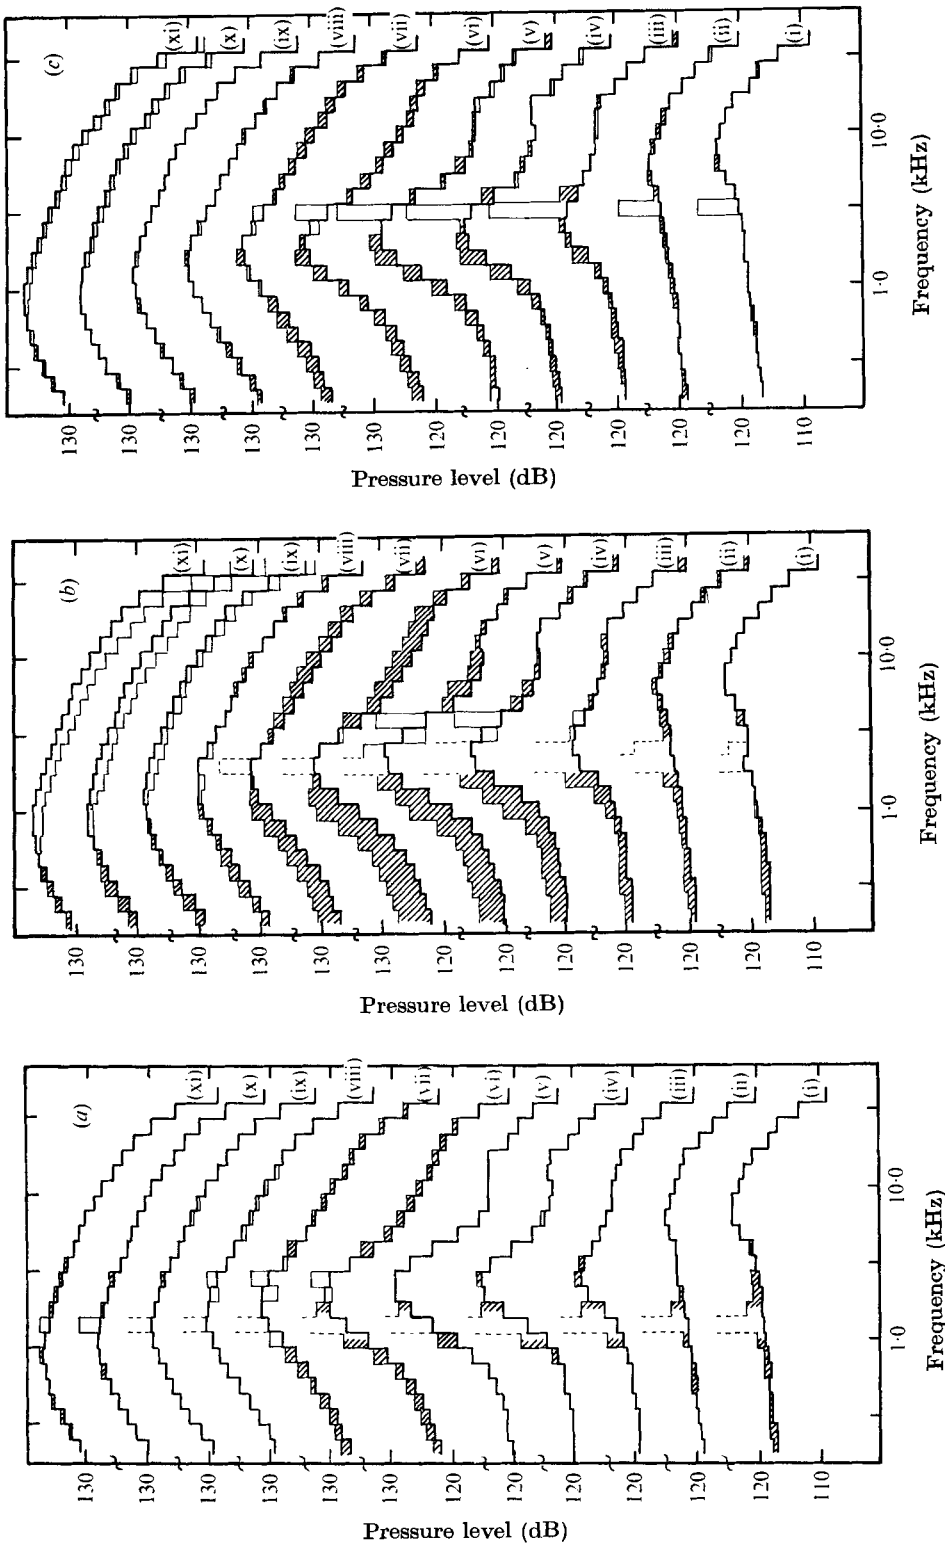 (a)
130
130
130
130
130
130
120
120
120
120
120
120
110
(xi)
(x)
(ix)
(viii)
(vii)
(vi)
(v)
(iv)
(iii)
(ii)
(i)
1·0
10·0
Frequency (kHz)
Pressure level (dB)
(b)
130
130
130
130
130
130
120
120
120
120
120
120
110
(xi)
(x)
(ix)
(viii)
(vii)
(vi)
(v)
(iv)
(iii)
(ii)
(i)
1·0
10·0
Frequency (kHz)
Pressure level (dB)
(c)
130
130
130
130
130
130
120
120
120
120
120
120
110
(xi)
(x)
(ix)
(viii)
(vii)
(vi)
(v)
(iv)
(iii)
(ii)
(i)
1·0
10·0
Frequency (kHz)
Pressure level (dB)